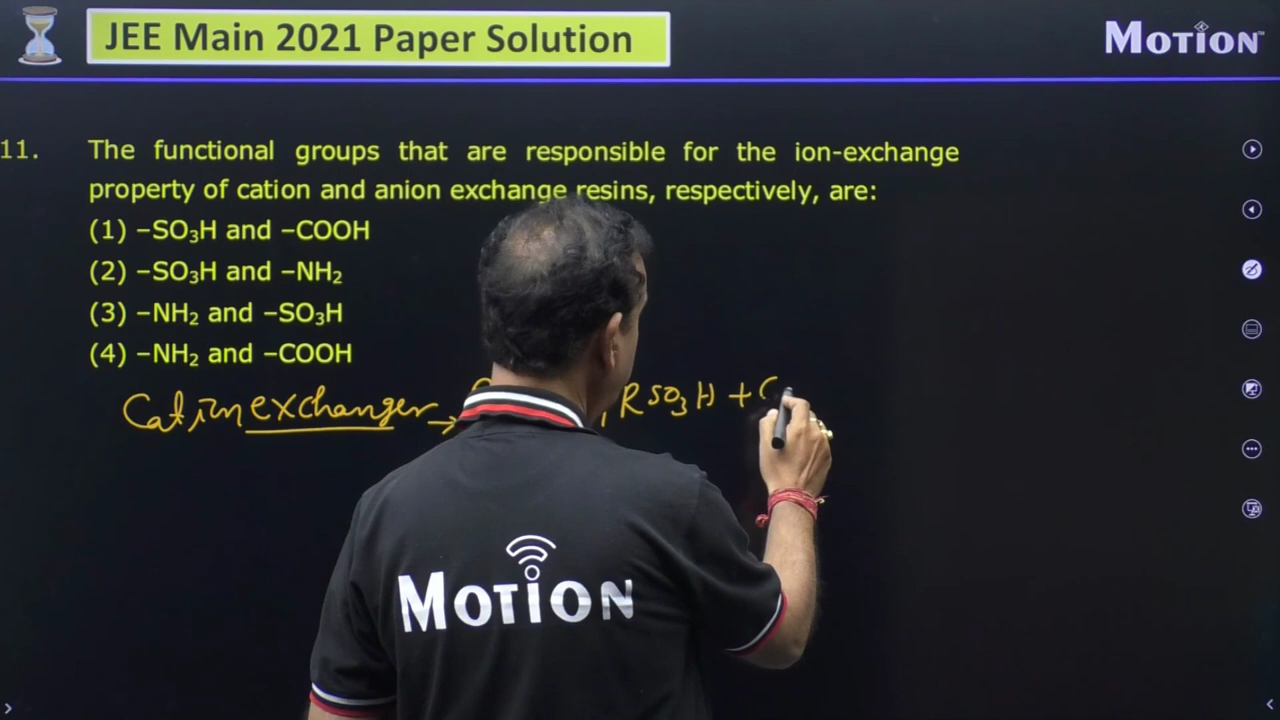 JEE Main 2021 Paper Solution
MOTION
11. The functional groups that are responsible for the ion-exchange
property of cation and anion exchange resins, respectively, are:
(1) –SO₃H and –COOH
(2) –SO₃H and –NH₂
(3) –NH₂ and –SO₃H
(4) –NH₂ and –COOH
Cation exchanger → RSO₃H + C
MOTION